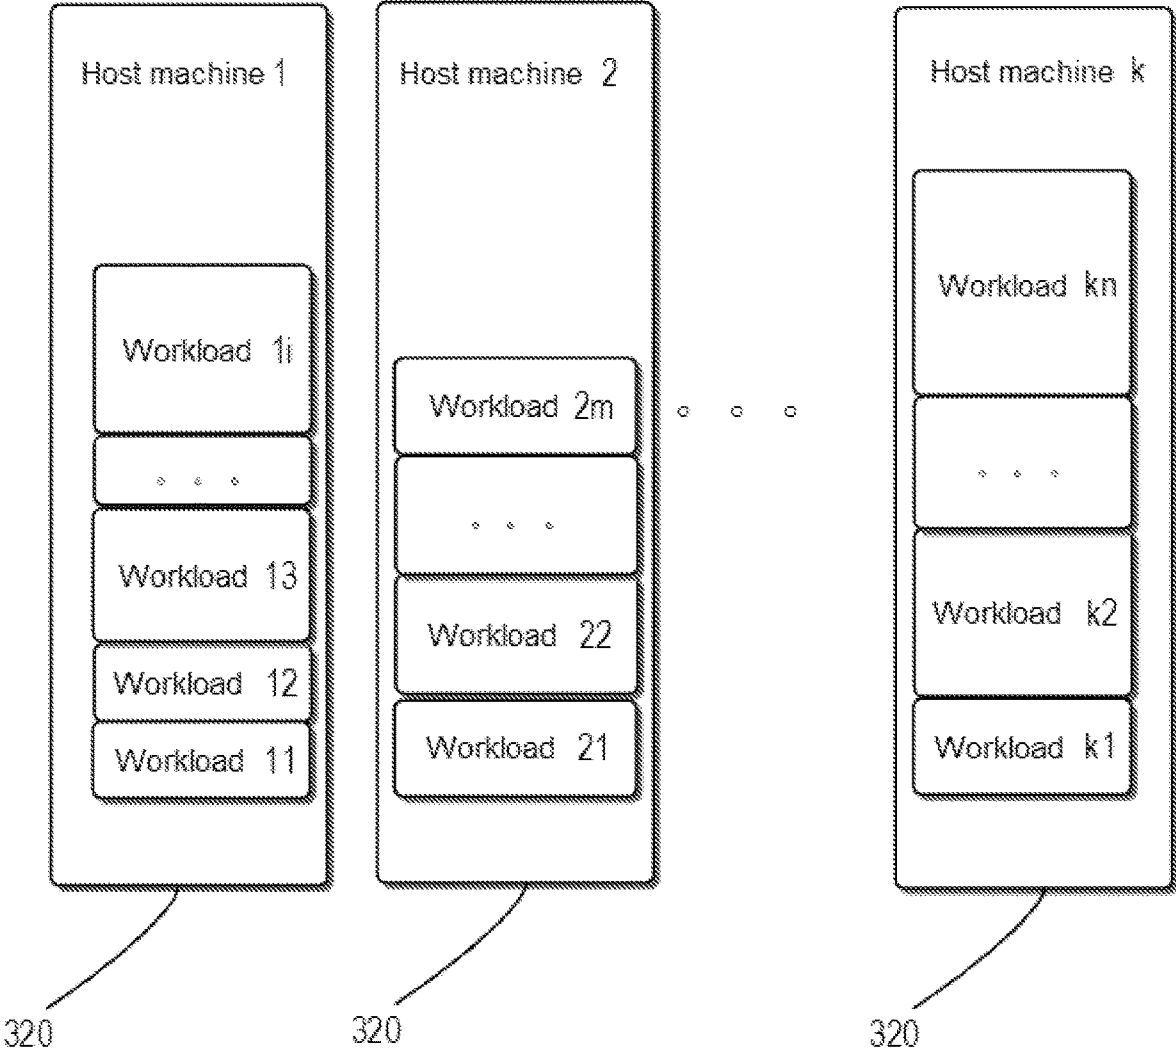 Host machine 1
Workload 1i
. . .
Workload 13
Workload 12
Workload 11
320
Host machine 2
Workload 2m
. . .
Workload 22
Workload 21
320
. . .
Host machine k
Workload kn
. . .
Workload k2
Workload k1
320